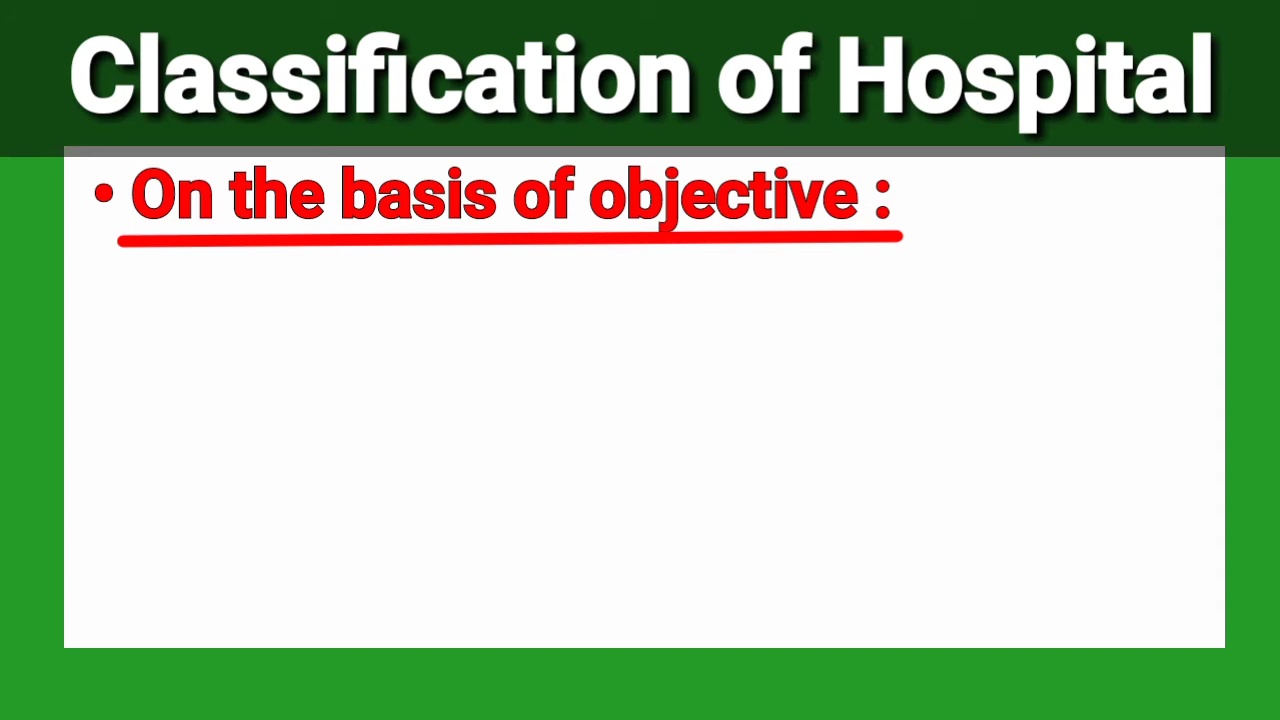 Classification of Hospital
• On the basis of objective :